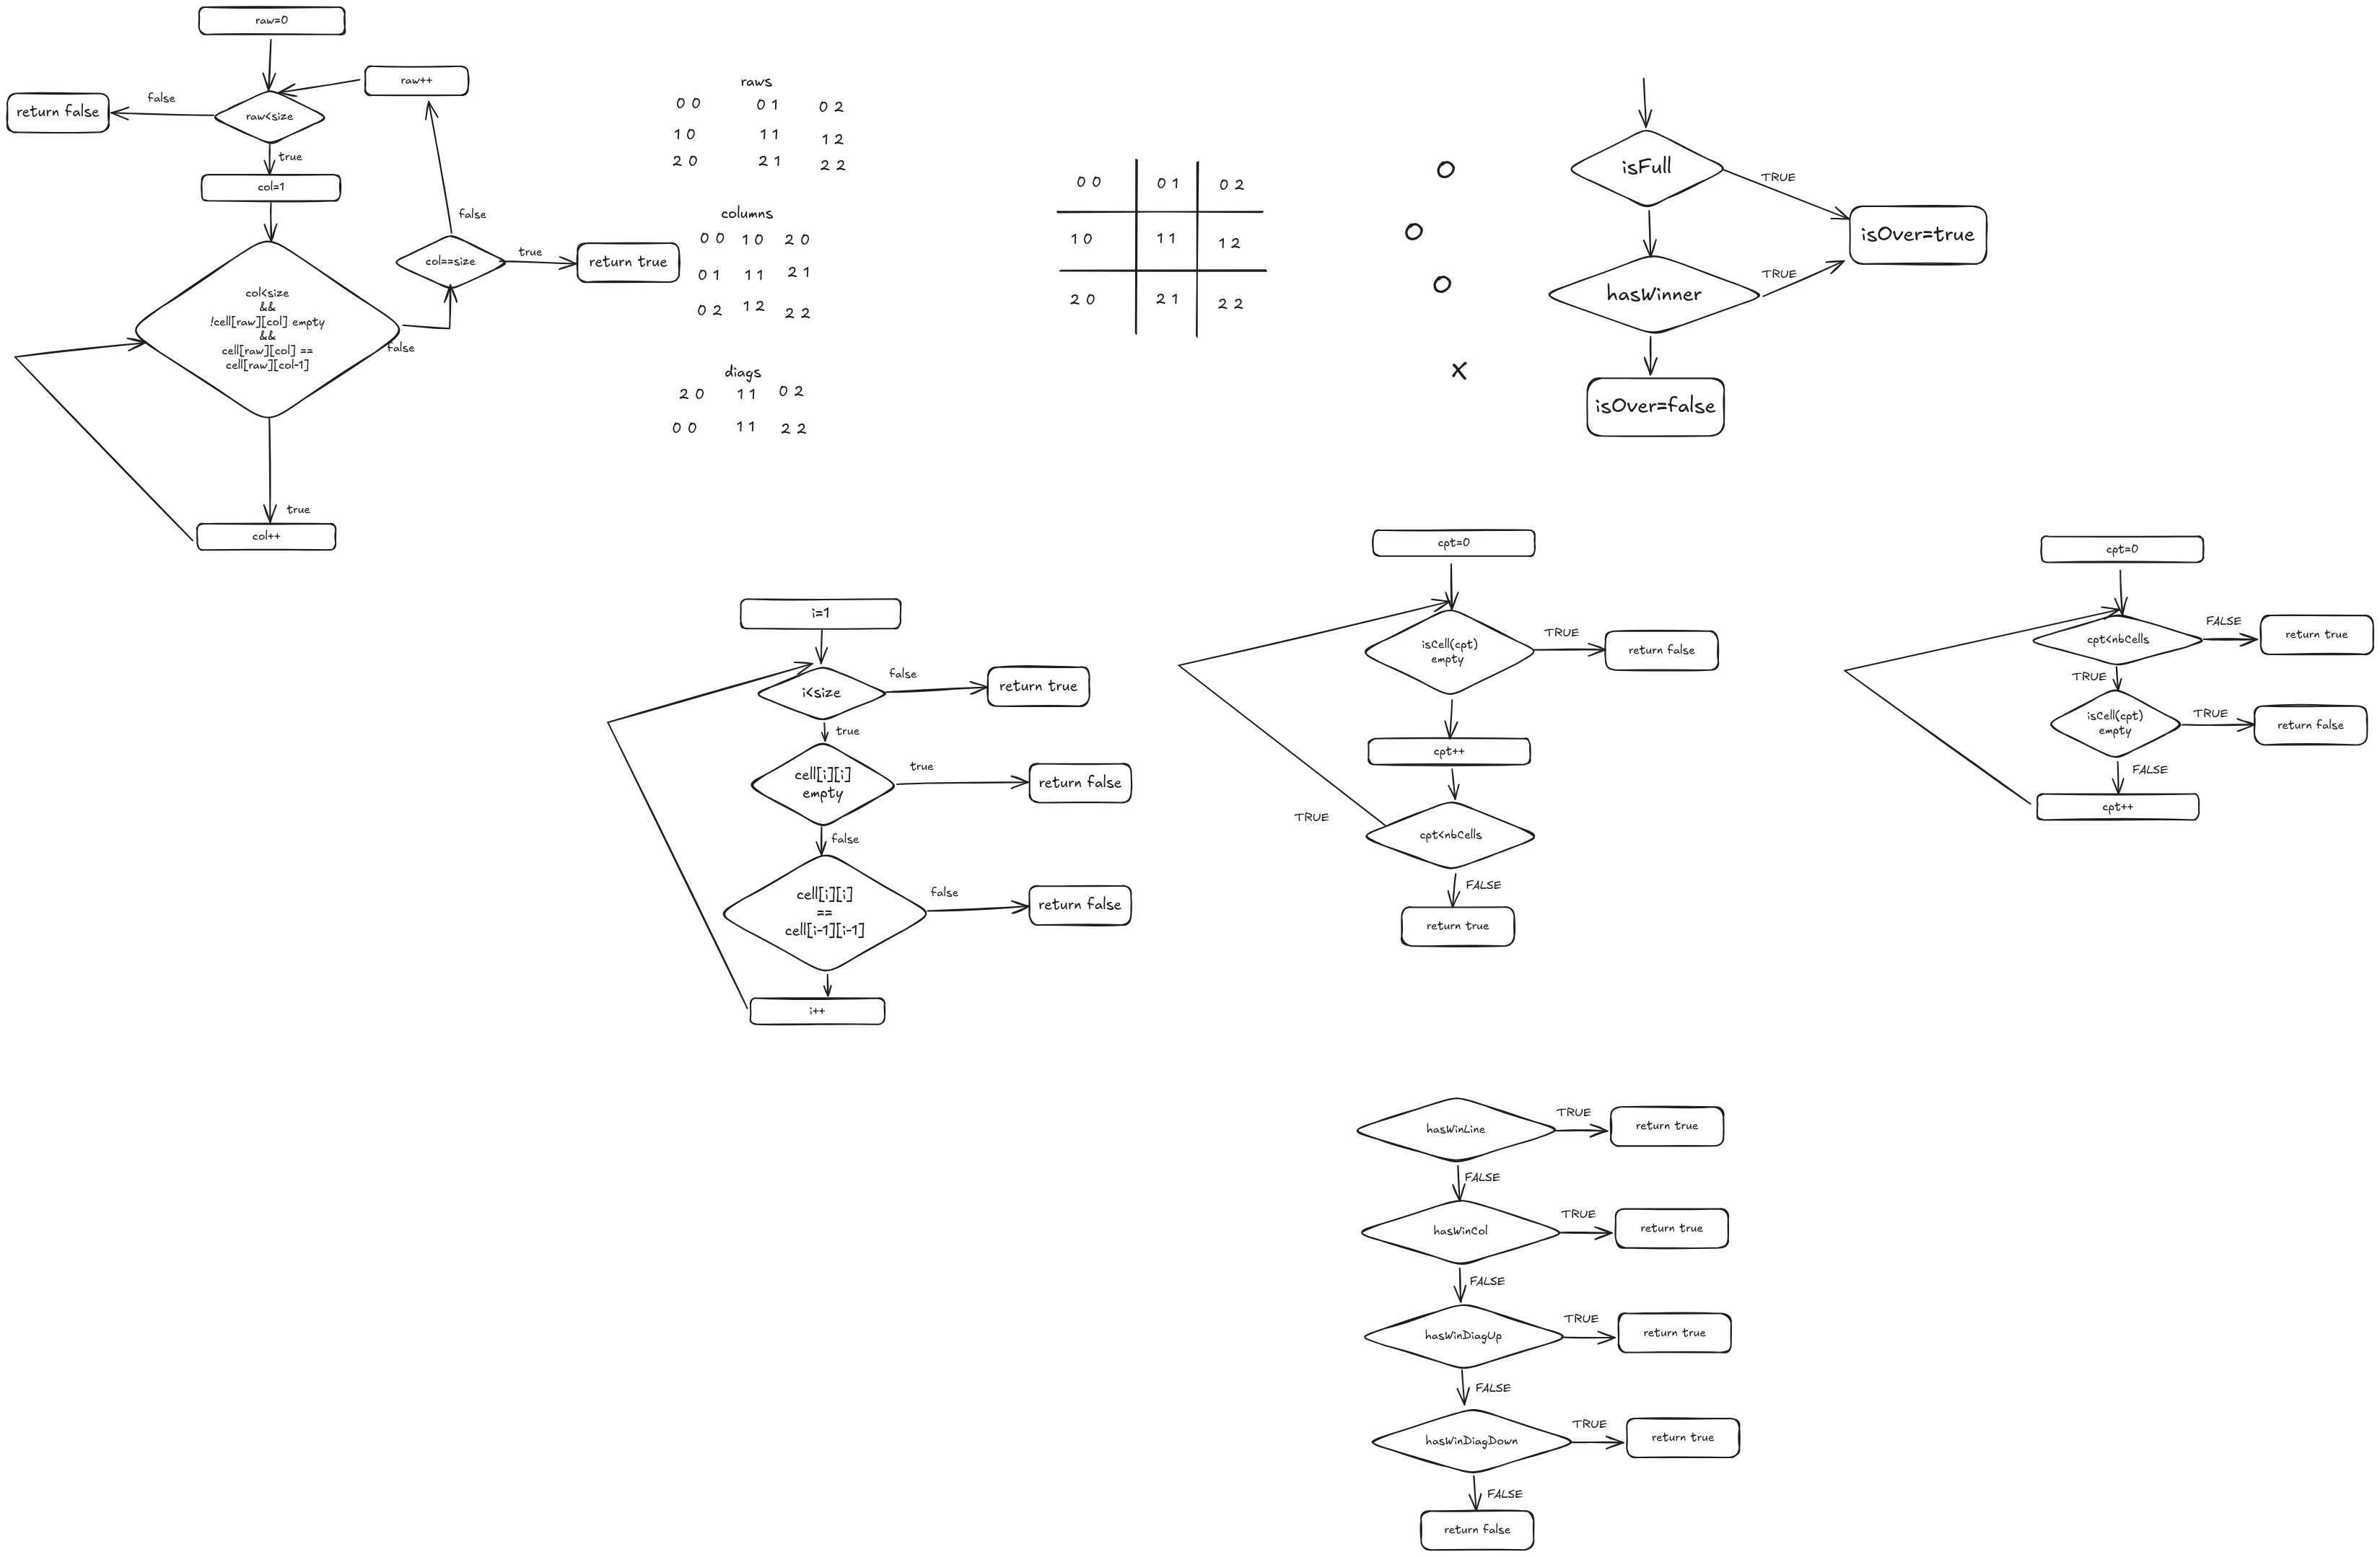 raw=0
raw++
return false
false
raw<size
true
col=1
false
col==size
true
return true
col<size
&&
!cell[raw][col] empty
&&
cell[raw][col] ==
cell[raw][col-1]
false
true
col++
raws
0 0 0 1 0 2
1 0 1 1 1 2
2 0 2 1 2 2
columns
0 0 1 0 2 0
0 1 1 1 2 1
0 2 1 2 2 2
diags
2 0 1 1 0 2
0 0 1 1 2 2
0 0 0 1 0 2
1 0 1 1 1 2
2 0 2 1 2 2
O
O
O
X
isFull
TRUE
isOver=true
hasWinner
TRUE
isOver=false
i=1
i<size
false
return true
true
cell[i][i]
empty
true
return false
false
cell[i][i]
==
cell[i-1][i-1]
false
return false
i++
cpt=0
isCell(cpt)
empty
TRUE
return false
cpt++
TRUE
cpt<nbCells
FALSE
return true
cpt=0
cpt<nbCells
FALSE
return true
TRUE
isCell(cpt)
empty
TRUE
return false
FALSE
cpt++
hasWinLine
TRUE
return true
FALSE
hasWinCol
TRUE
return true
FALSE
hasWinDiagUp
TRUE
return true
FALSE
hasWinDiagDown
TRUE
return true
FALSE
return false